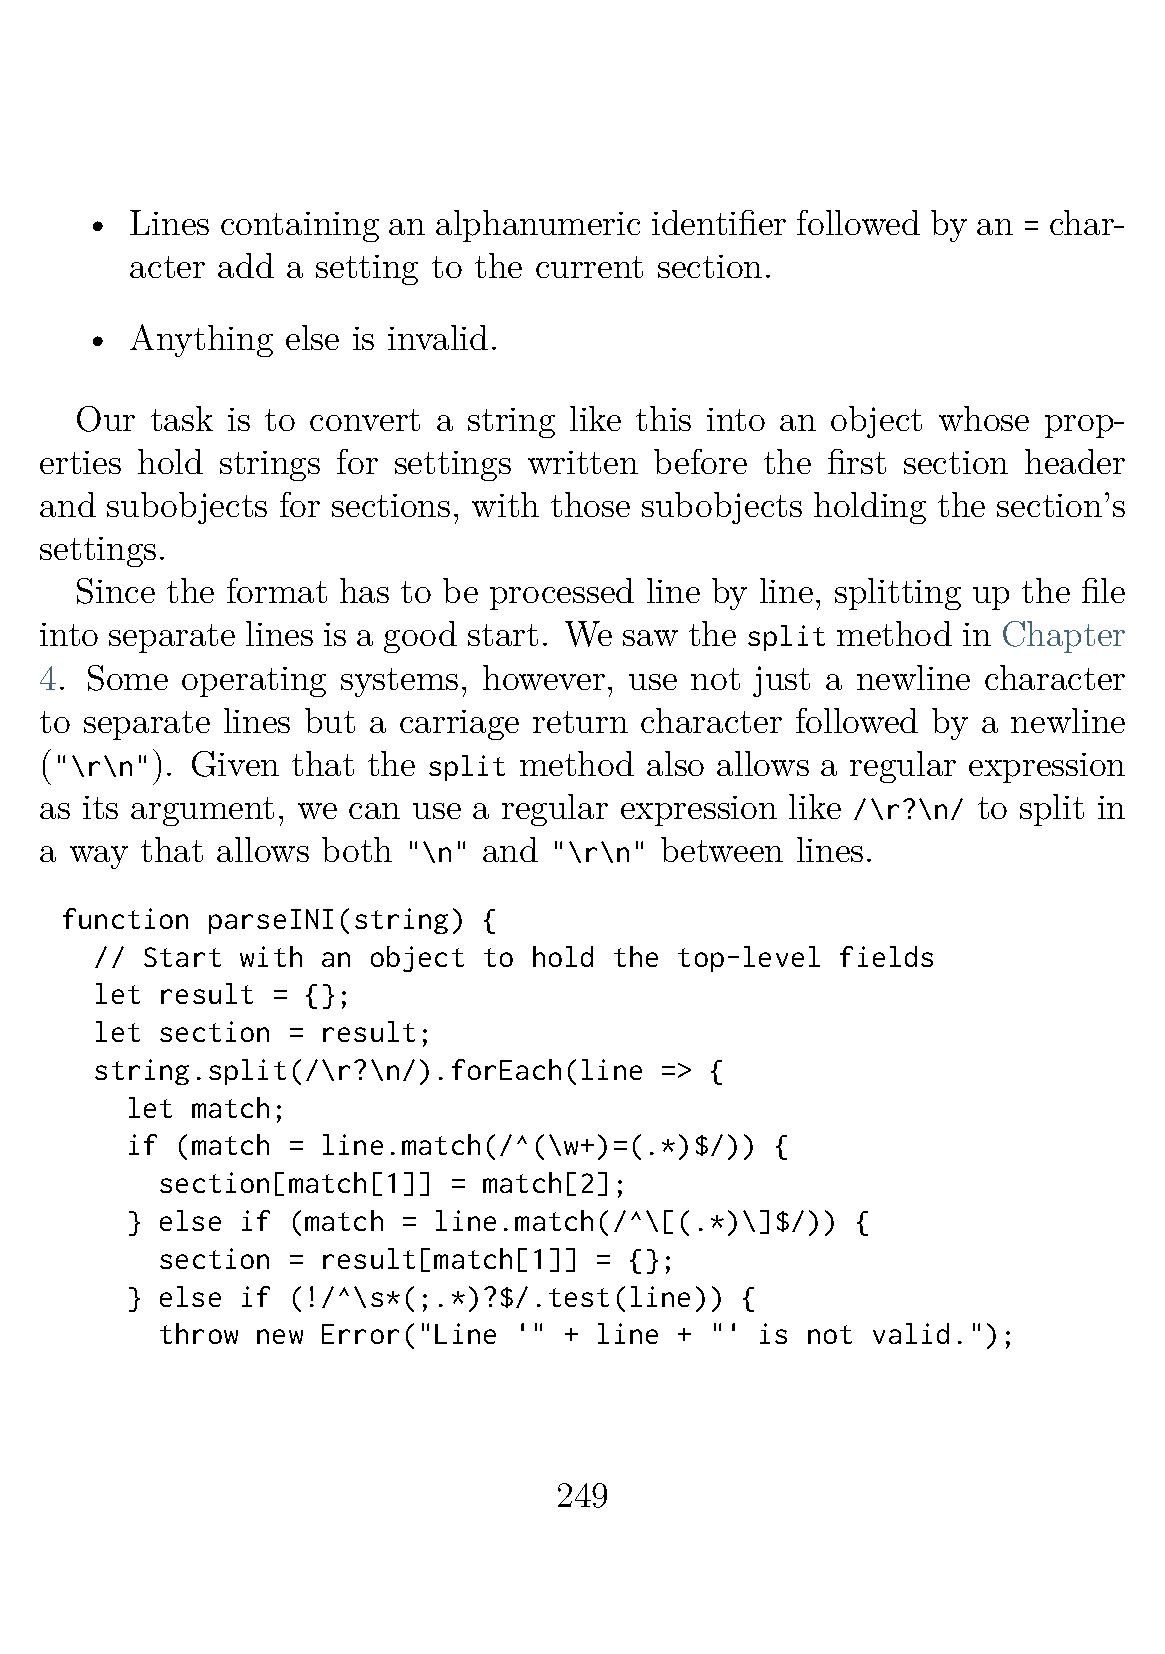 • Lines containing an alphanumeric identifier followed by an = char-
acter add a setting to the current section.
• Anything else is invalid.
Our task is to convert a string like this into an object whose prop-
erties hold strings for settings written before the first section header
and subobjects for sections, with those subobjects holding the section’s
settings.
Since the format has to be processed line by line, splitting up the file
into separate lines is a good start. We saw the split method in Chapter
4. Some operating systems, however, use not just a newline character
to separate lines but a carriage return character followed by a newline
("\r\n"). Given that the split method also allows a regular expression
as its argument, we can use a regular expression like /\r?\n/ to split in
a way that allows both "\n" and "\r\n" between lines.
function parseINI(string) {
  // Start with an object to hold the top-level fields
  let result = {};
  let section = result;
  string.split(/\r?\n/).forEach(line => {
    let match;
    if (match = line.match(/^(\w+)=(.*)$/)) {
      section[match[1]] = match[2];
    } else if (match = line.match(/^\[(.*)\]$/)) {
      section = result[match[1]] = {};
    } else if (!/^\s*(;.*)?$/.test(line)) {
      throw new Error("Line '" + line + "' is not valid.");
249